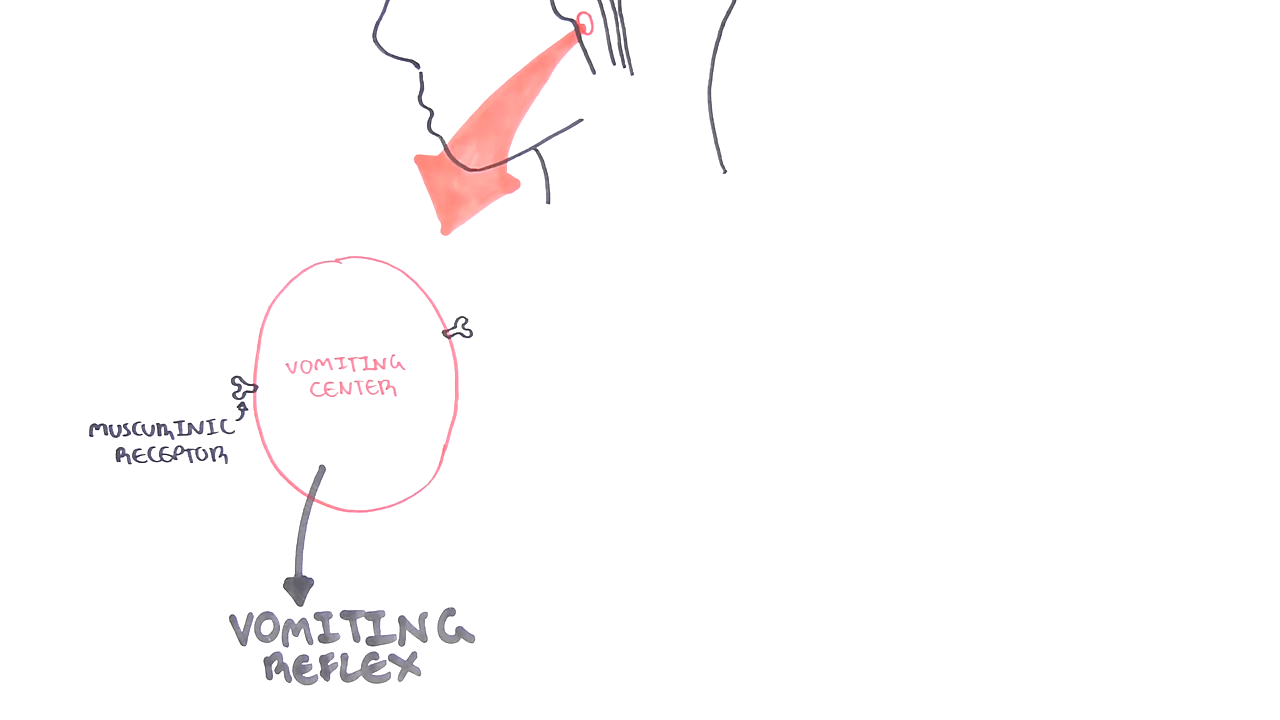 VOMITING
CENTER
MUSCURINIC
RECEPTOR
VOMITING
REFLEX